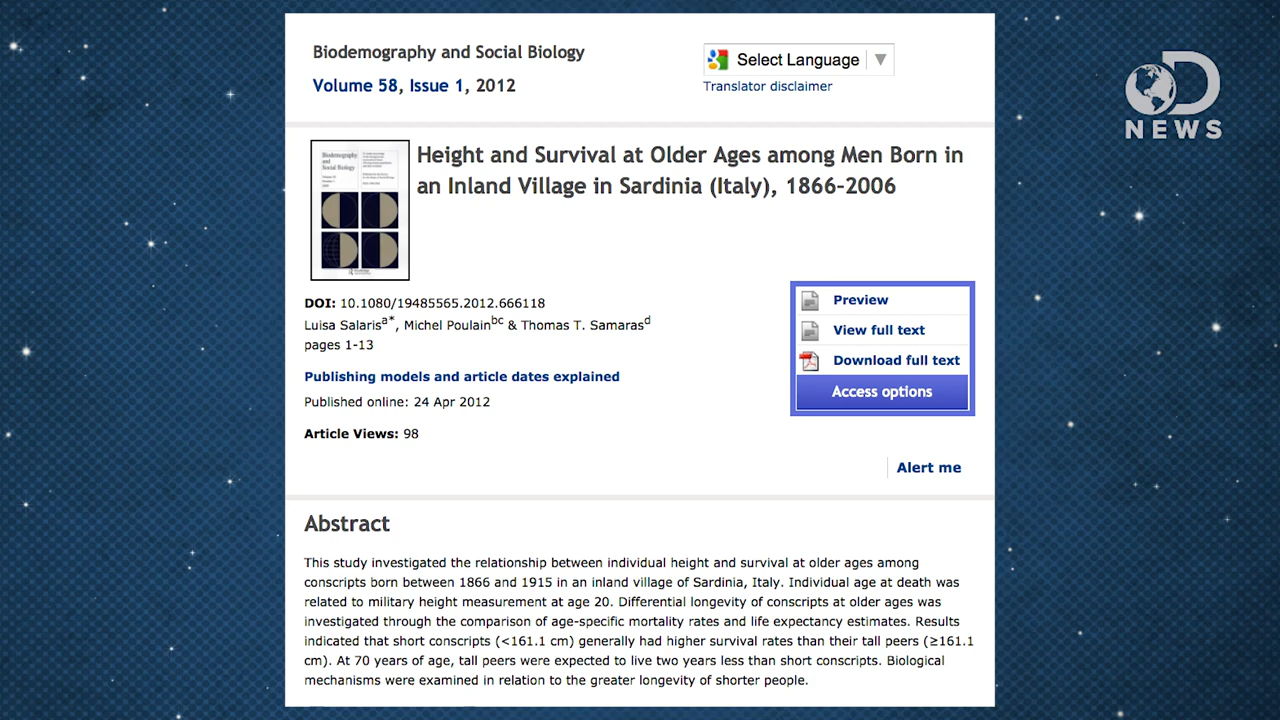 Biodemography and Social Biology
Volume 58, Issue 1, 2012
Select Language
Translator disclaimer
D
NEWS
Biodemography
and
Social Biology
Height and Survival at Older Ages among Men Born in
an Inland Village in Sardinia (Italy), 1866–2006
DOI: 10.1080/19485565.2012.666118
Luisa Salarisa*, Michel Poulainbc & Thomas T. Samarasd
pages 1-13
Publishing models and article dates explained
Published online: 24 Apr 2012
Article Views: 98
Preview
View full text
Download full text
Access options
Alert me
Abstract
This study investigated the relationship between individual height and survival at older ages among
conscripts born between 1866 and 1915 in an inland village of Sardinia, Italy. Individual age at death was
related to military height measurement at age 20. Differential longevity of conscripts at older ages was
investigated through the comparison of age-specific mortality rates and life expectancy estimates. Results
indicated that short conscripts (<161.1 cm) generally had higher survival rates than their tall peers (≥161.1
cm). At 70 years of age, tall peers were expected to live two years less than short conscripts. Biological
mechanisms were examined in relation to the greater longevity of shorter people.